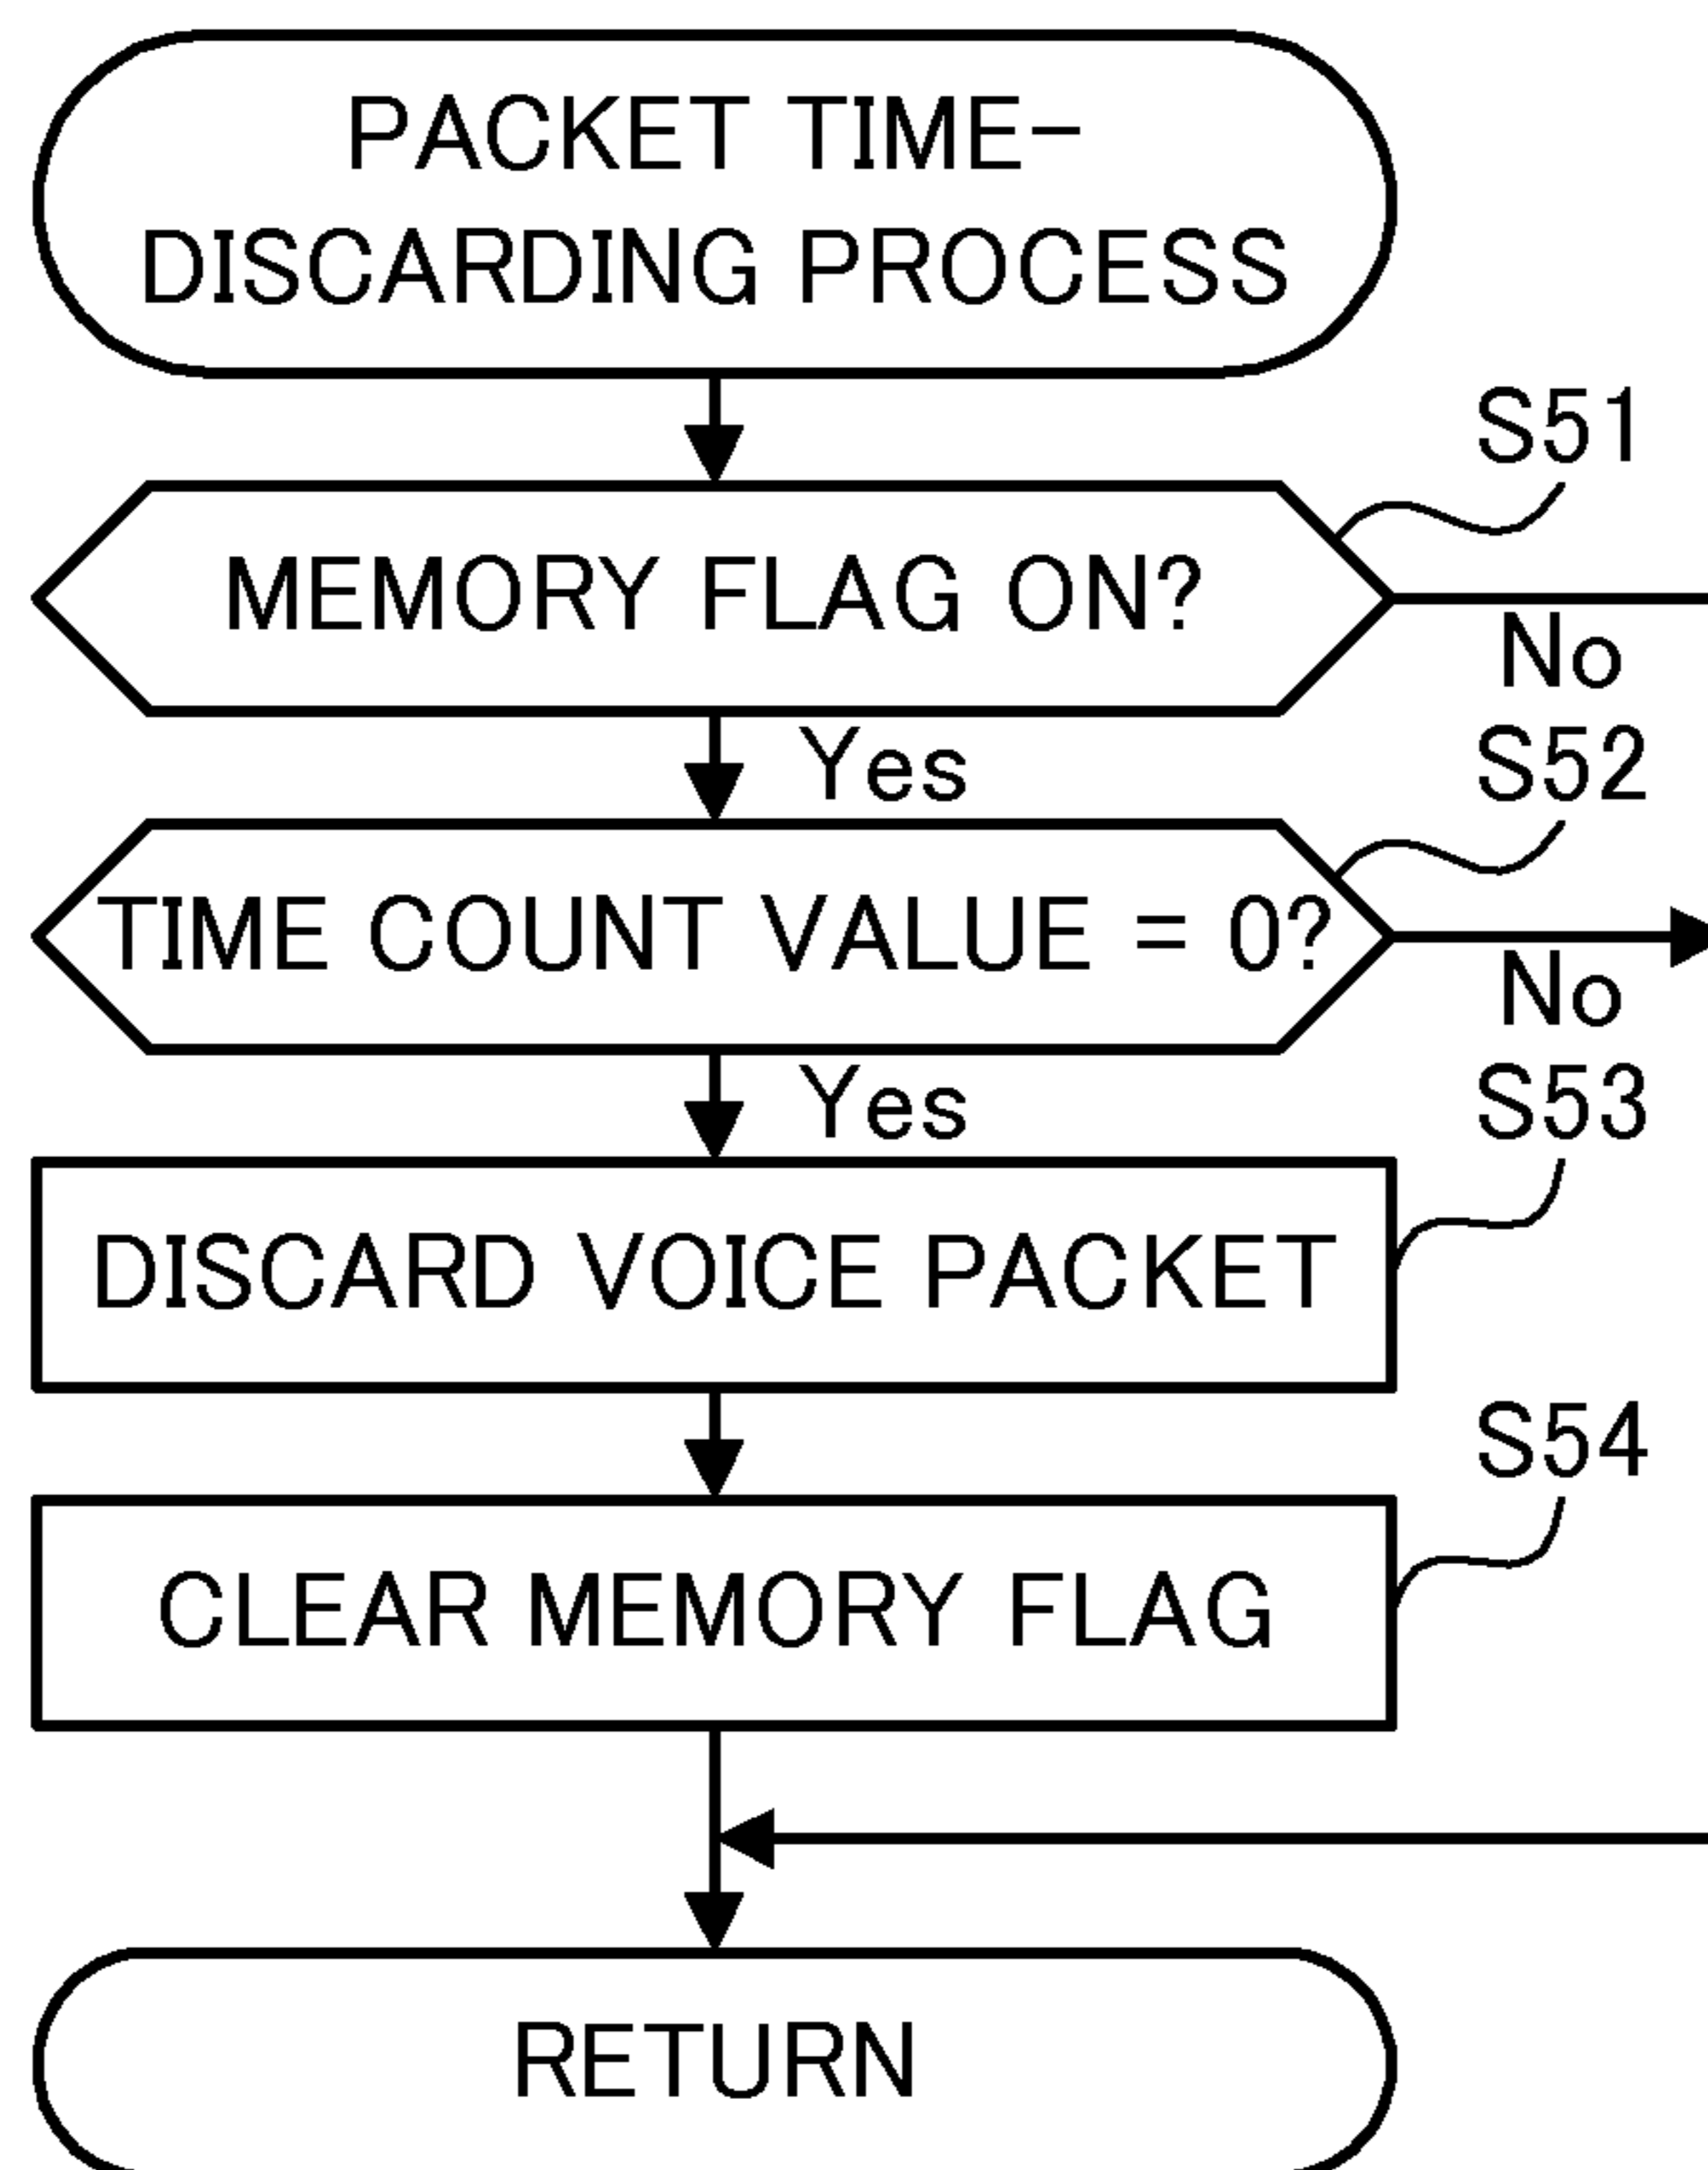 PACKET TIME-
DISCARDING PROCESS
S51
MEMORY FLAG ON?
No
Yes
S52
TIME COUNT VALUE = 0?
No
Yes
S53
DISCARD VOICE PACKET
S54
CLEAR MEMORY FLAG
RETURN